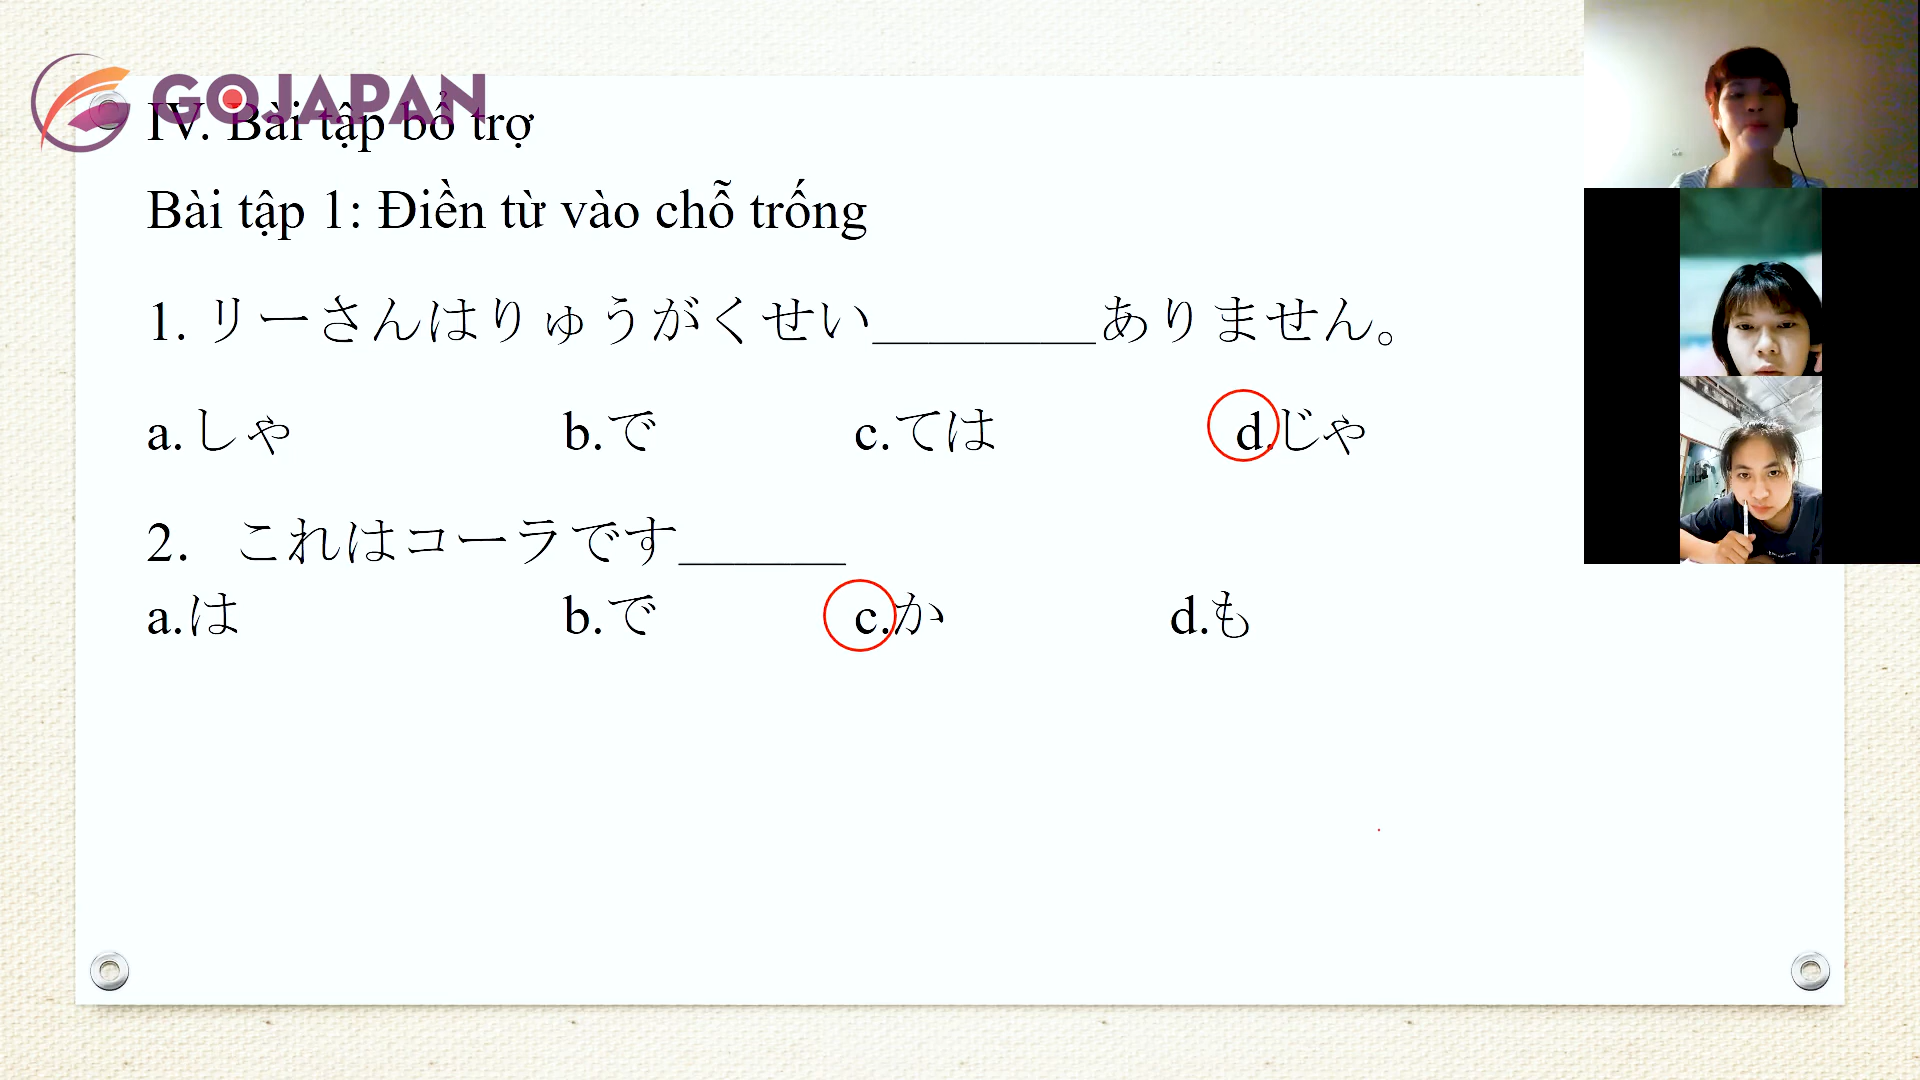 GOJAPAN
IV. Bài tập bổ trợ
Bài tập 1: Điền từ vào chỗ trống
1. リーさんはりゅうがくせい________ありません。
a.しゃ b.で c.ては d.じゃ
2. これはコーラです______
a.は b.で c.か d.も